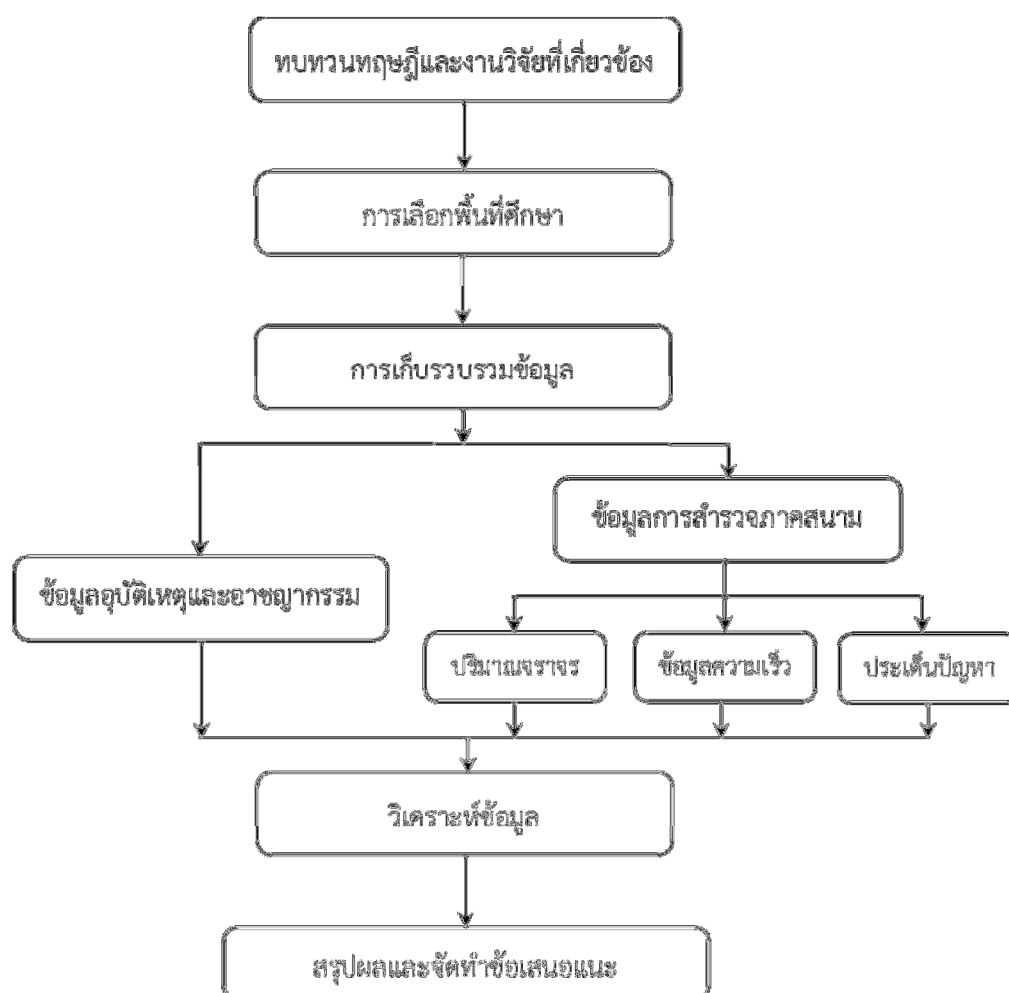 ทบทวนทฤษฎีและงานวิจัยที่เกี่ยวข้อง
การเลือกพื้นที่ศึกษา
การเก็บรวบรวมข้อมูล
ข้อมูลการสำรวจภาคสนาม
ข้อมูลอุบัติเหตุและอาชญากรรม
ปริมาณจราจร
ข้อมูลความเร็ว
ประเด็นปัญหา
วิเคราะห์ข้อมูล
สรุปผลและจัดทำข้อเสนอแนะ